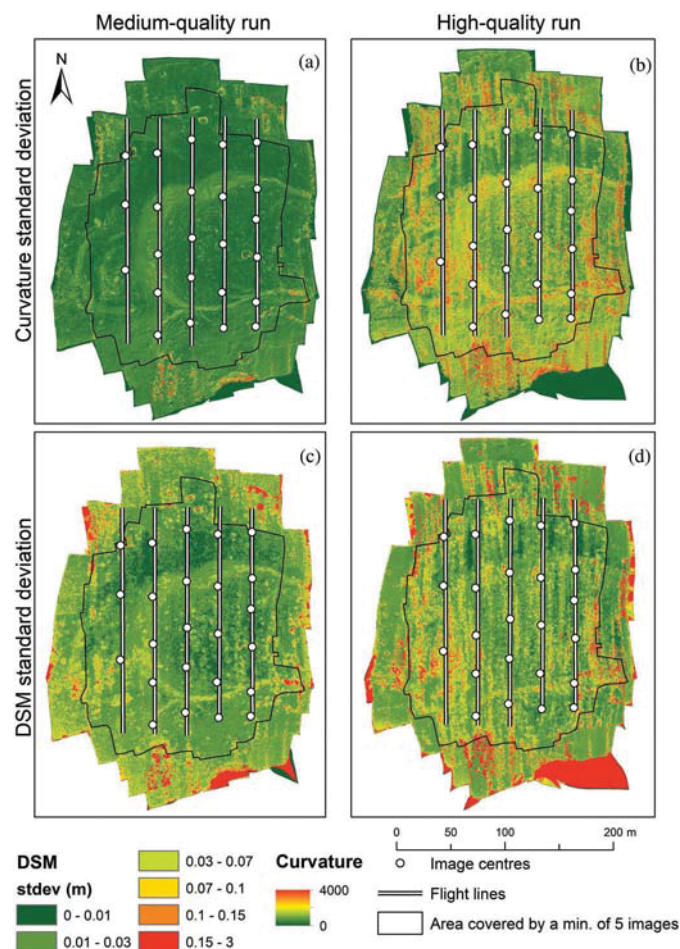 Medium-quality run
High-quality run
Curvature standard deviation
N
(a)
(b)
DSM standard deviation
(c)
(d)
DSM
stdev (m)
0 - 0.01
0.01 - 0.03
0.03 - 0.07
0.07 - 0.1
0.1 - 0.15
0.15 - 3
Curvature
4000
0
0 50 100 200 m
Image centres
Flight lines
Area covered by a min. of 5 images